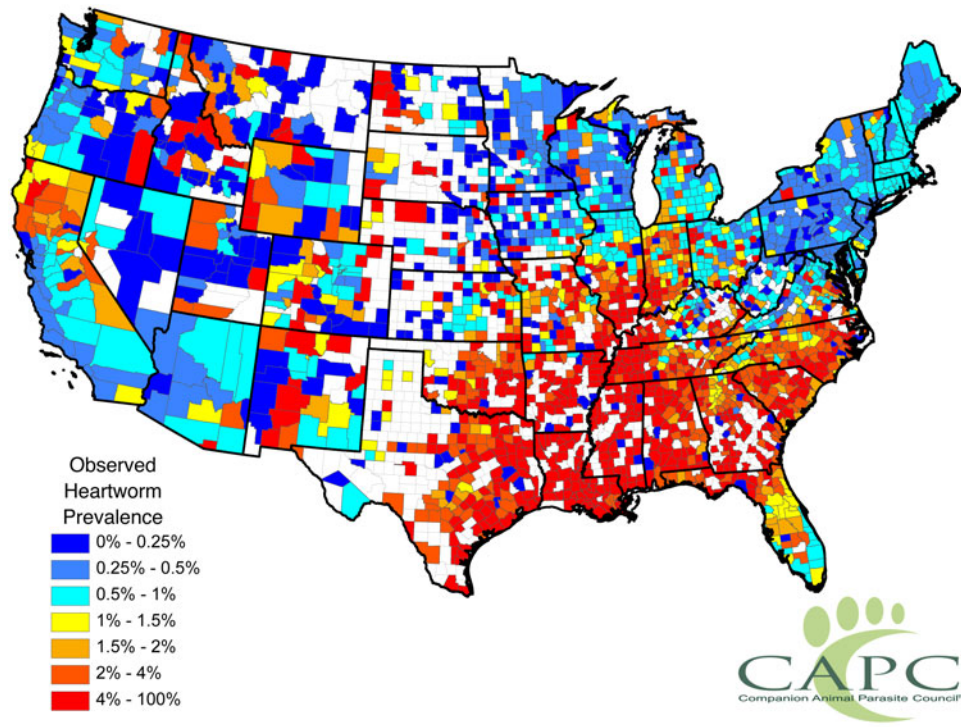 Observed
Heartworm
Prevalence
0% - 0.25%
0.25% - 0.5%
0.5% - 1%
1% - 1.5%
1.5% - 2%
2% - 4%
4% - 100%
CAPC
Companion Animal Parasite Council